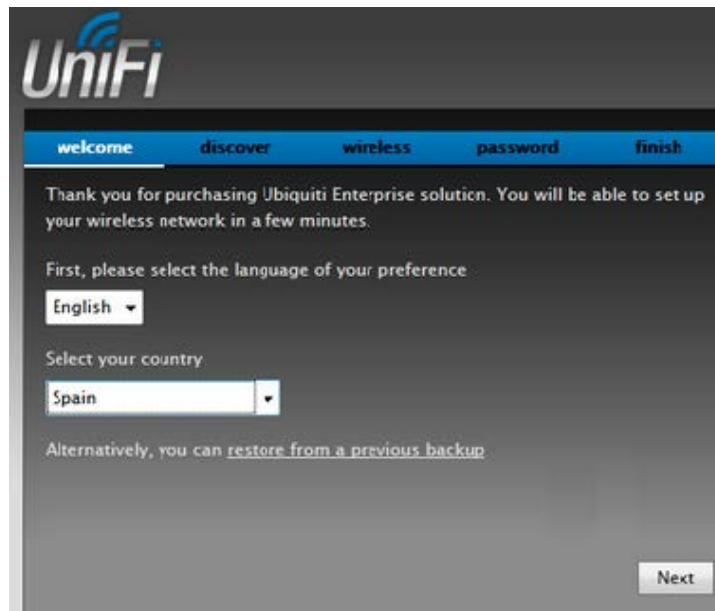 UniFi
welcome discover wireless password finish
Thank you for purchasing Ubiquiti Enterprise solution. You will be able to set up
your wireless network in a few minutes.
First, please select the language of your preference
English
Select your country
Spain
Alternatively, you can restore from a previous backup
Next